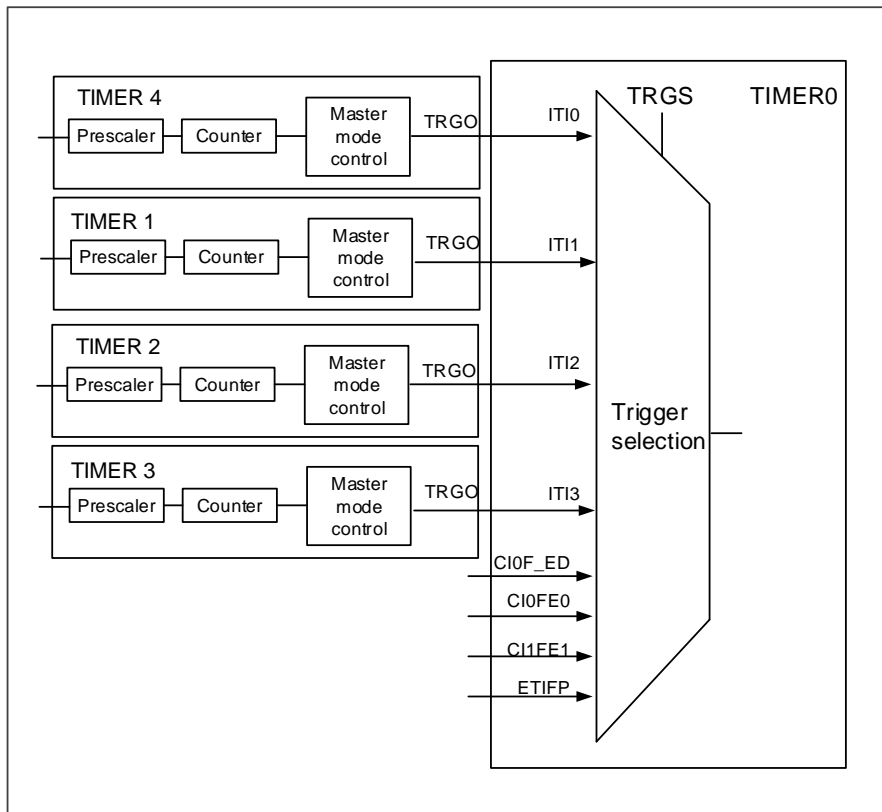 TIMER 4
Prescaler
Counter
Master
mode
control
TRGO
ITI0
TRGS
TIMER0
TIMER 1
Prescaler
Counter
Master
mode
control
TRGO
ITI1
TIMER 2
Prescaler
Counter
Master
mode
control
TRGO
ITI2
Trigger
selection
TIMER 3
Prescaler
Counter
Master
mode
control
TRGO
ITI3
CI0F_ED
CI0FE0
CI1FE1
ETIFP